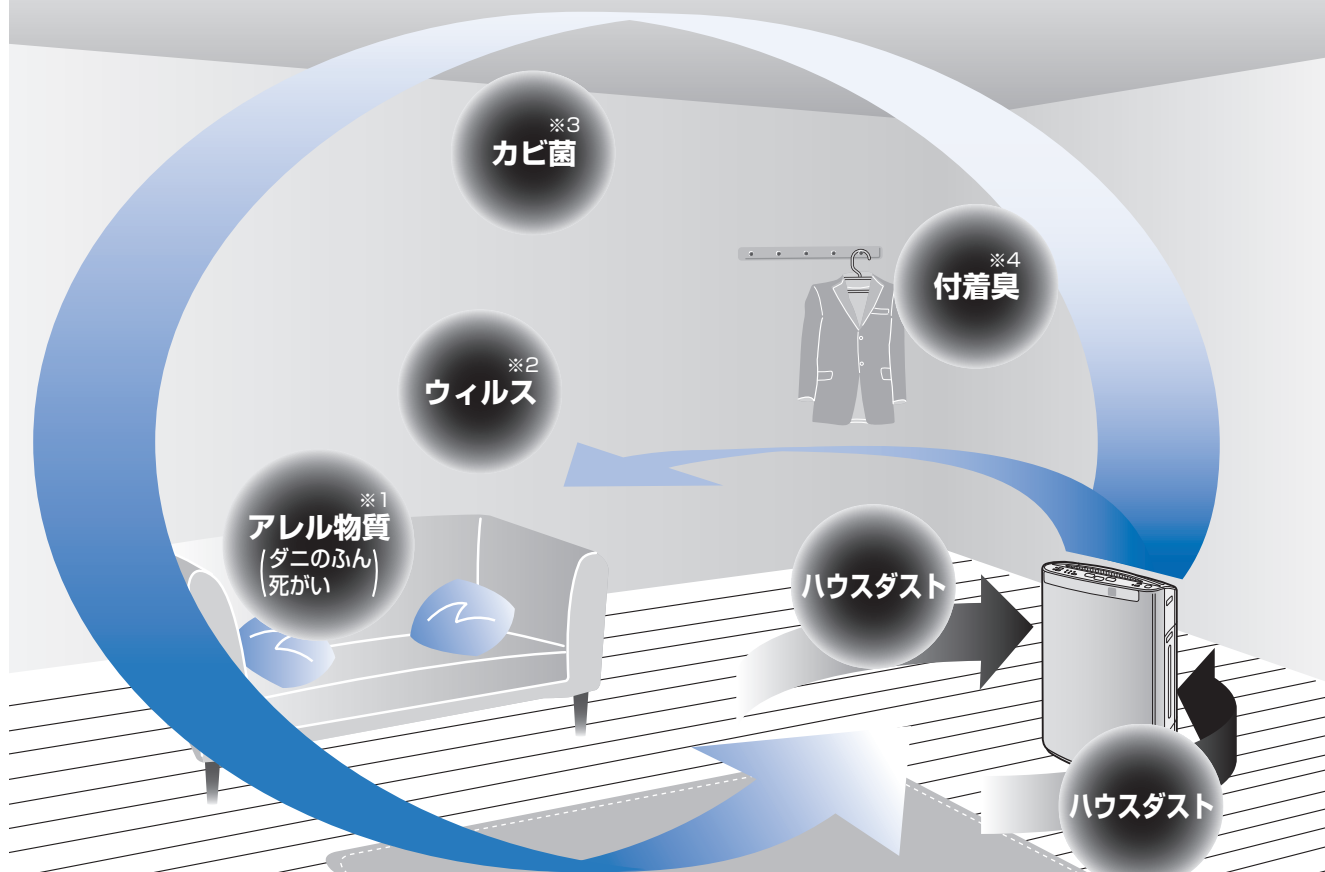 ※3
カビ菌
※4
付着臭
※2
ウィルス
※1
アレル物質
(ダニのふん
死がい)
ハウスダスト
ハウスダスト